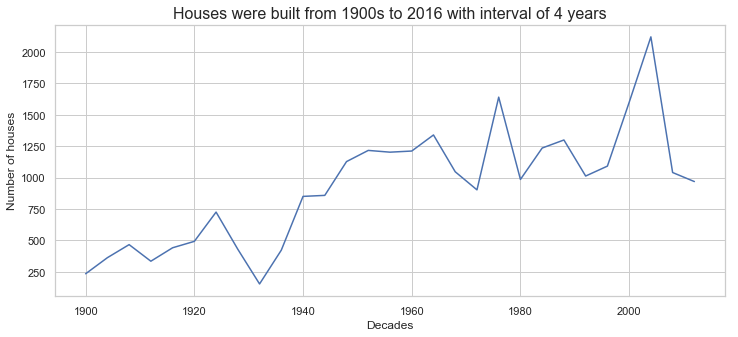 Houses were built from 1900s to 2016 with interval of 4 years
Number of houses
2000
1750
1500
1250
1000
750
500
250
1900 1920 1940 1960 1980 2000
Decades